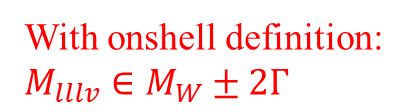 With onshell definition:
M_{lllν} ∈ M_W ± 2Γ